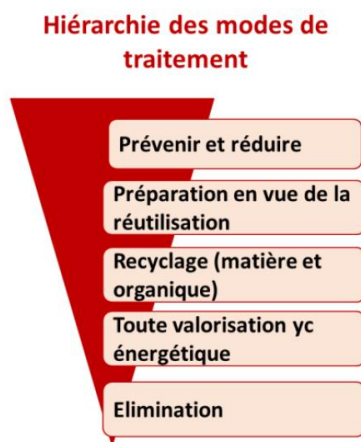 Hiérarchie des modes de
traitement
Prévenir et réduire
Préparation en vue de la
réutilisation
Recyclage (matière et
organique)
Toute valorisation yc
énergétique
Elimination